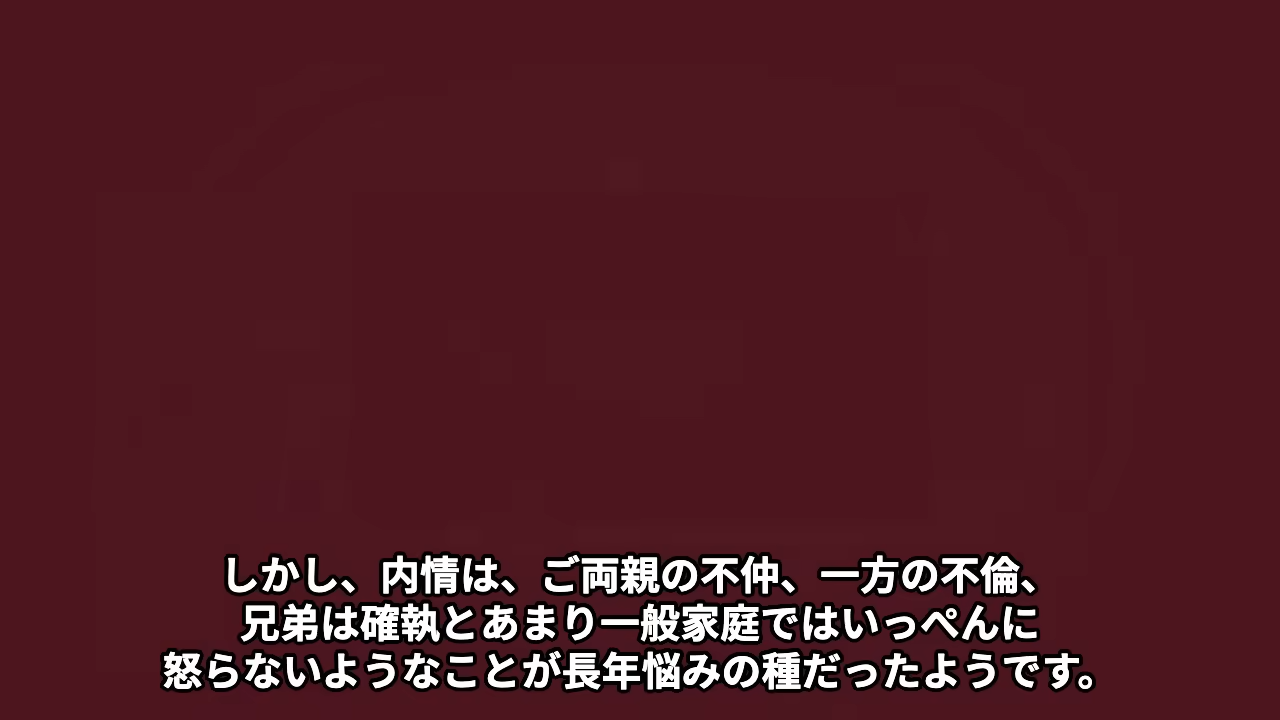 しかし、内情は、ご両親の不仲、一方の不倫、
兄弟は確執とあまり一般家庭ではいっぺんに
怒らないようなことが長年悩みの種だったようです。